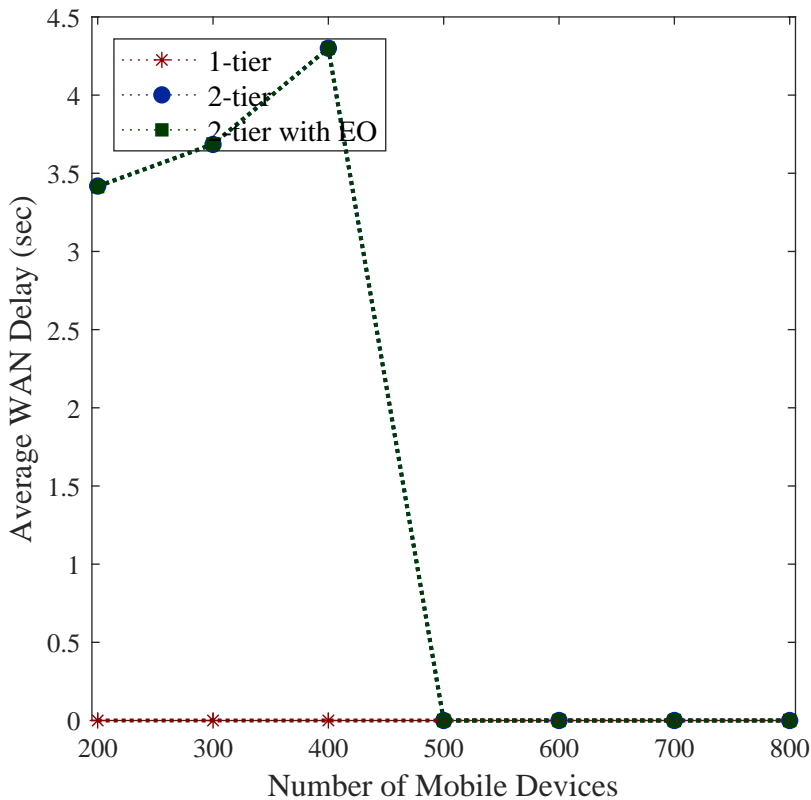 4.5
4
3.5
3
2.5
2
1.5
1
0.5
0
Average WAN Delay (sec)
1-tier
2-tier
2-tier with EO
200 300 400 500 600 700 800
Number of Mobile Devices